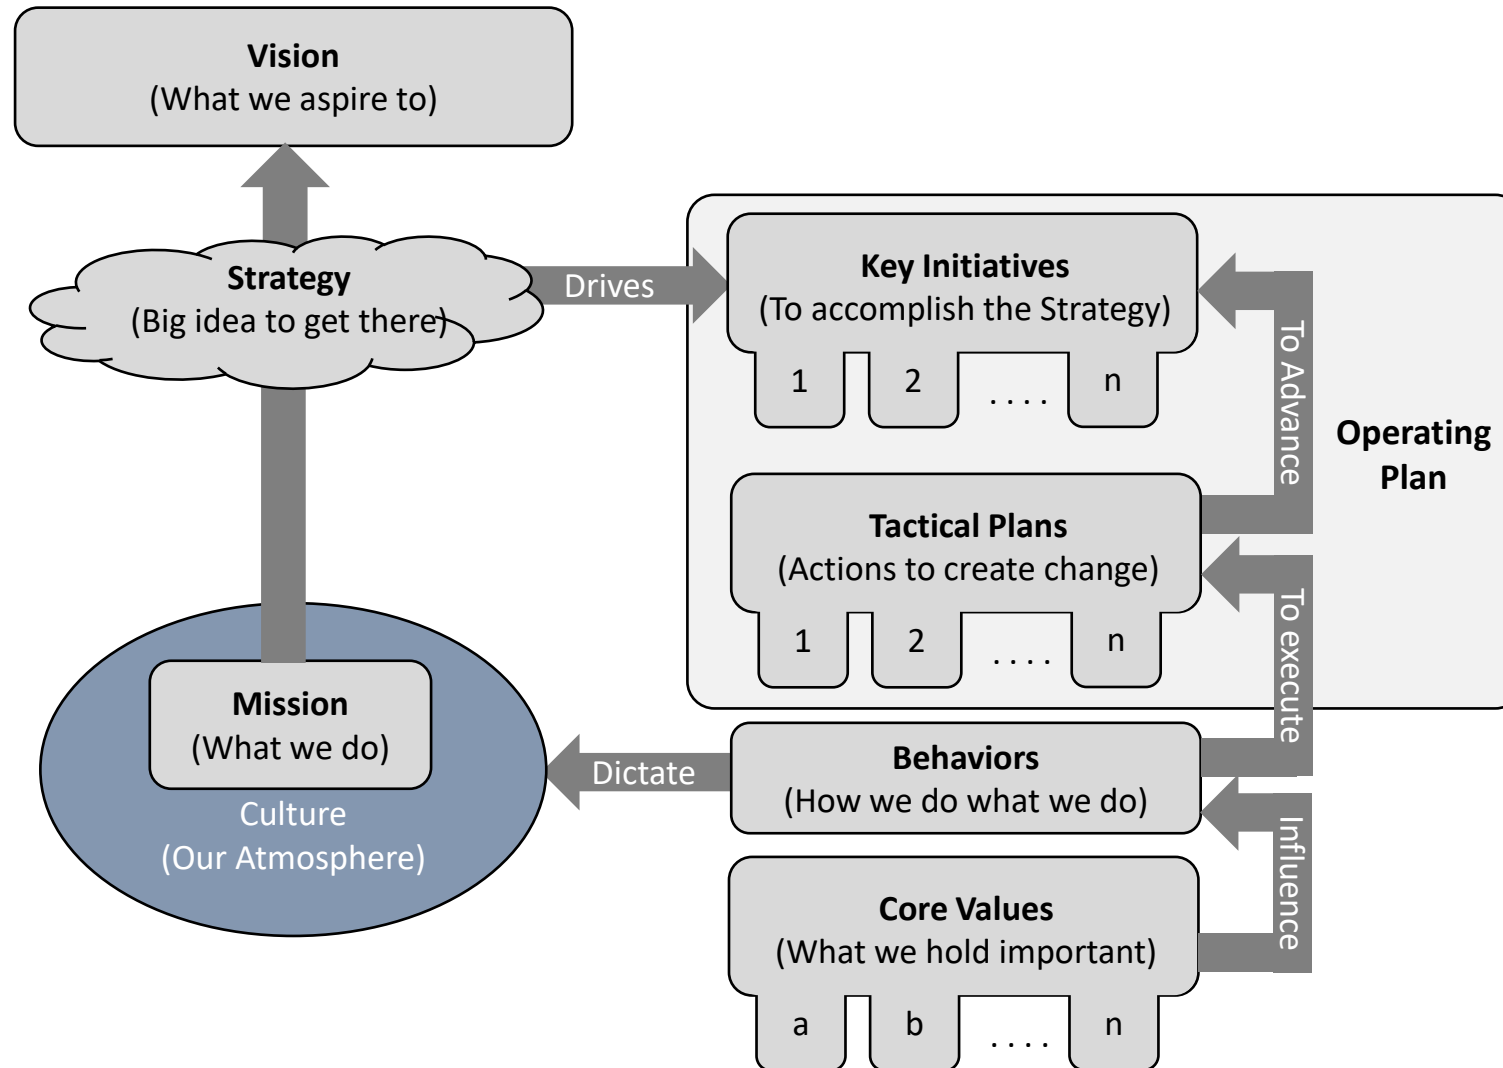 Vision
(What we aspire to)
Strategy
(Big idea to get there)
Drives
Key Initiatives
(To accomplish the Strategy)
1 2 . . . . n
To Advance
Operating
Plan
Tactical Plans
(Actions to create change)
1 2 . . . . n
To execute
Mission
(What we do)
Culture
(Our Atmosphere)
Dictate
Behaviors
(How we do what we do)
Influence
Core Values
(What we hold important)
a b . . . . n